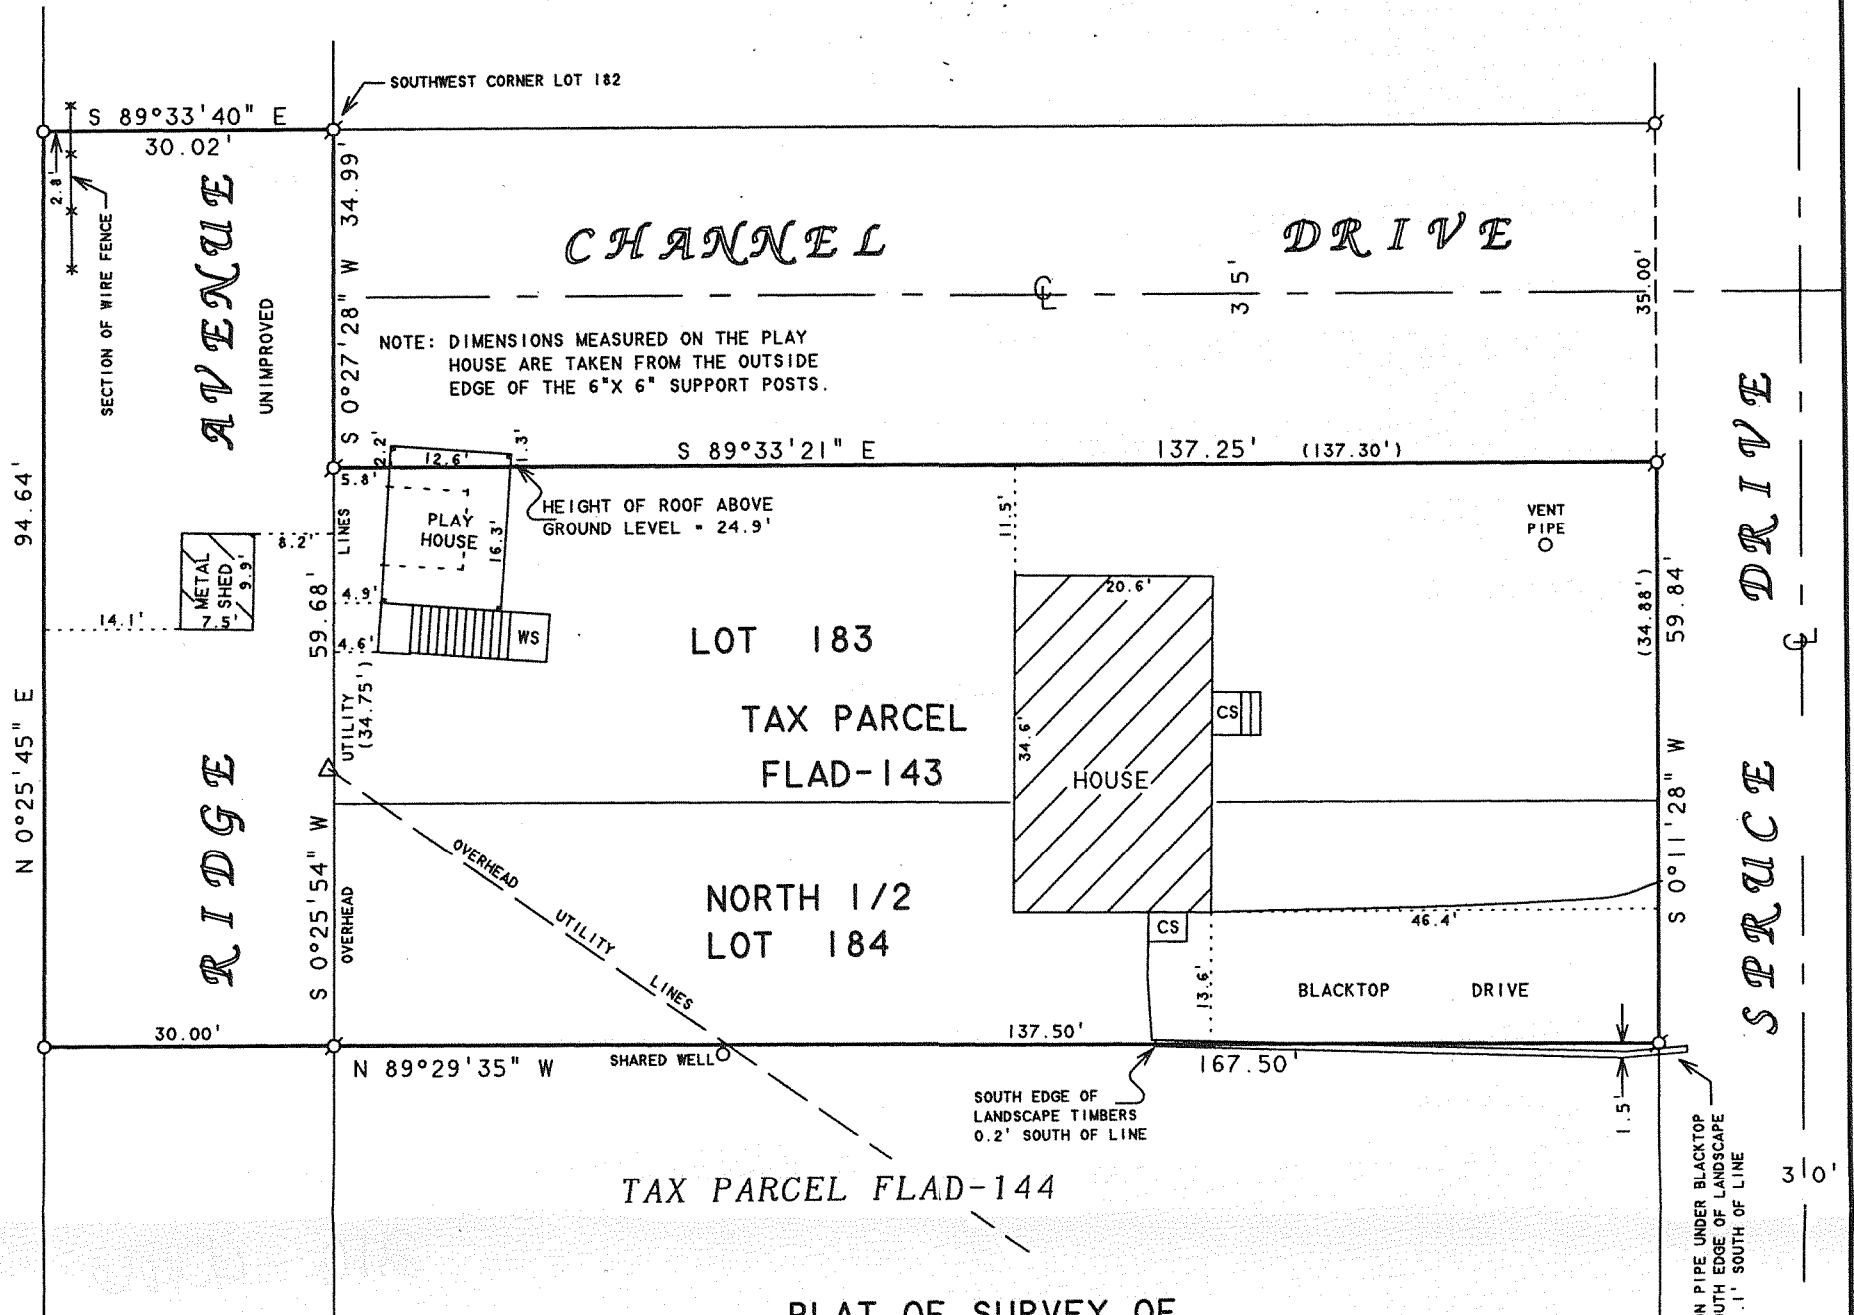 SOUTHWEST CORNER LOT 182
S 89°33'40" E
30.02'
2.8'
SECTION OF WIRE FENCE
RIDGE AVENUE
UNIMPROVED
S 0°27'28" W 34.99'
CHANNEL DRIVE
℄
35'
35.00'
NOTE: DIMENSIONS MEASURED ON THE PLAY
HOUSE ARE TAKEN FROM THE OUTSIDE
EDGE OF THE 6"X 6" SUPPORT POSTS.
2.2'
12.6'
1.3'
S 89°33'21" E
137.25' (137.30')
5.8'
PLAY
HOUSE
16.3'
HEIGHT OF ROOF ABOVE
GROUND LEVEL = 24.9'
11.5'
VENT
PIPE
N 0°25'45" E 94.64'
8.2'
METAL
SHED
9.9'
7.5'
14.1'
4.9'
4.6'
WS
S 0°25'54" W 59.68'
(34.75')
OVERHEAD UTILITY LINES
LOT 183
TAX PARCEL
FLAD-143
20.6'
34.6'
HOUSE
CS
(34.88')
S 0°11'28" W 59.84'
SPRUCE DRIVE
℄
OVERHEAD UTILITY LINES
NORTH 1/2
LOT 184
CS
46.4'
13.6'
BLACKTOP DRIVE
30.00'
137.50'
N 89°29'35" W
SHARED WELL
167.50'
SOUTH EDGE OF
LANDSCAPE TIMBERS
0.2' SOUTH OF LINE
1.5'
PIPE UNDER BLACKTOP
EDGE OF LANDSCAPE
SOUTH OF LINE
30'
TAX PARCEL FLAD-144
PLAT OF SURVEY OF